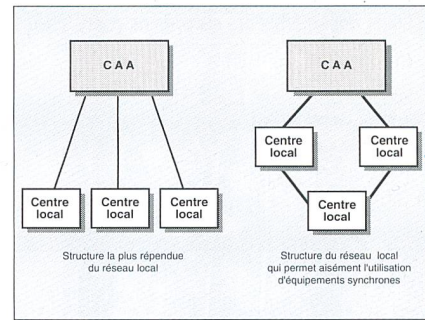 CAA
Centre
local
Centre
local
Centre
local
Structure la plus répendue
du réseau local
CAA
Centre
local
Centre
local
Centre
local
Structure du réseau local
qui permet aisément l'utilisation
d'équipements synchrones